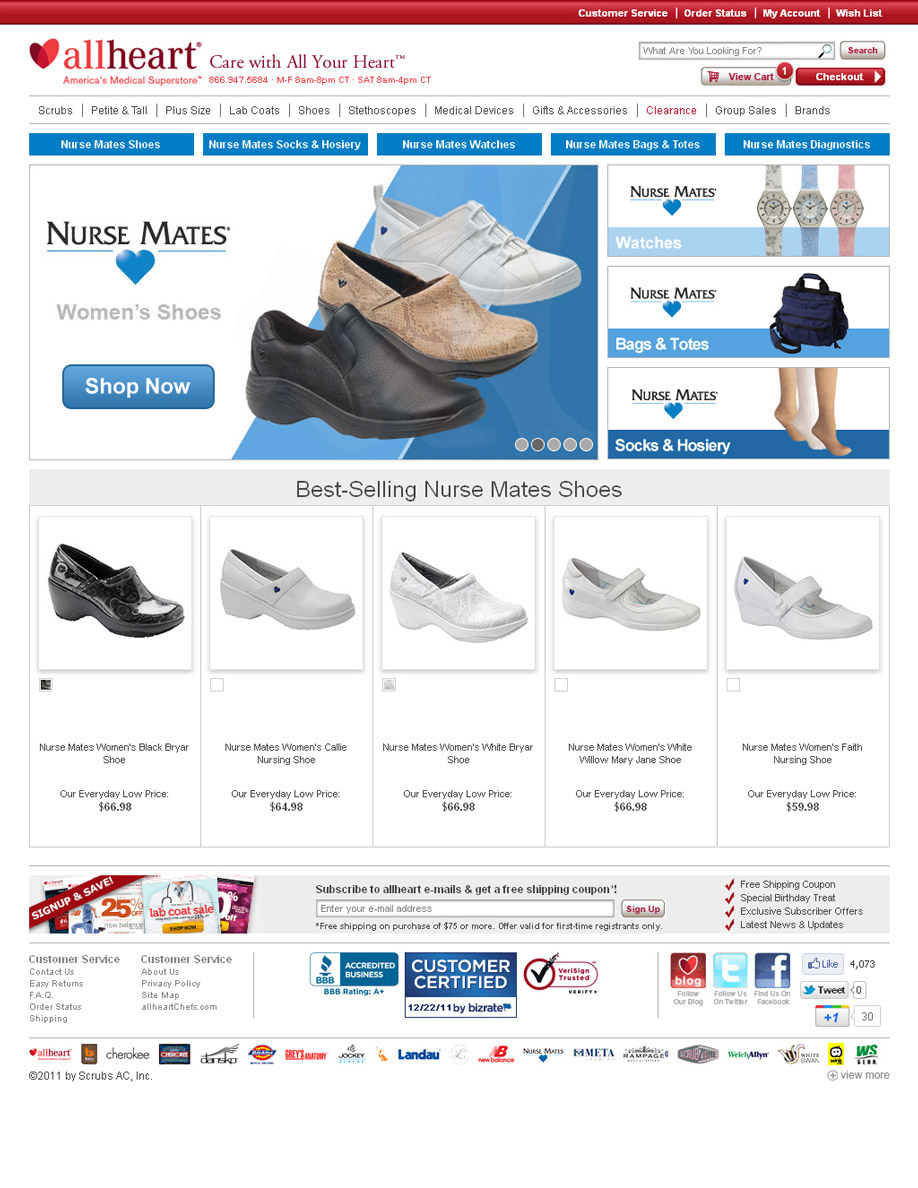 Customer Service | Order Status | My Account | Wish List
allheart® Care with All Your Heart™
America's Medical Superstore™ 866.947.5684 · M-F 8am-8pm CT · SAT 8am-4pm CT
What Are You Looking For? Search
View Cart 1 Checkout
Scrubs | Petite & Tall | Plus Size | Lab Coats | Shoes | Stethoscopes | Medical Devices | Gifts & Accessories | Clearance | Group Sales | Brands
Nurse Mates Shoes Nurse Mates Socks & Hosiery Nurse Mates Watches Nurse Mates Bags & Totes Nurse Mates Diagnostics
NURSE MATES®
Women's Shoes
Shop Now
NURSE MATES®
Watches
NURSE MATES®
Bags & Totes
NURSE MATES®
Socks & Hosiery
Best-Selling Nurse Mates Shoes
Nurse Mates Women's Black Bryar
Shoe
Our Everyday Low Price:
$66.98
Nurse Mates Women's Callie
Nursing Shoe
Our Everyday Low Price:
$64.98
Nurse Mates Women's White Bryar
Shoe
Our Everyday Low Price:
$66.98
Nurse Mates Women's White
Willow Mary Jane Shoe
Our Everyday Low Price:
$66.98
Nurse Mates Women's Faith
Nursing Shoe
Our Everyday Low Price:
$59.98
SIGNUP & SAVE!
25% off
new balance
lab coat sale
SHOP NOW
Subscribe to allheart e-mails & get a free shipping coupon*!
Enter your e-mail address Sign Up
*Free shipping on purchase of $75 or more. Offer valid for first-time registrants only.
Free Shipping Coupon
Special Birthday Treat
Exclusive Subscriber Offers
Latest News & Updates
Customer Service
Contact Us
Easy Returns
F.A.Q.
Order Status
Shipping
Customer Service
About Us
Privacy Policy
Site Map
allheartChefs.com
BBB ACCREDITED
BUSINESS
BBB Rating: A+
CUSTOMER
CERTIFIED
12/22/11 by bizrate
VeriSign
Trusted
VERIFY
blog
Follow
Our Blog
Follow Us
On Twitter
Find Us On
Facebook
Like 4,073
Tweet 0
+1 30
allheart cherokee CHEROKEE dansko Dickies GREY'S ANATOMY JOCKEY Landau new balance NURSE MATES META RAMPAGE SCRUBZONE WelchAllyn WHITE SWAN wink WS GEAR
©2011 by Scrubs AC, Inc.
view more